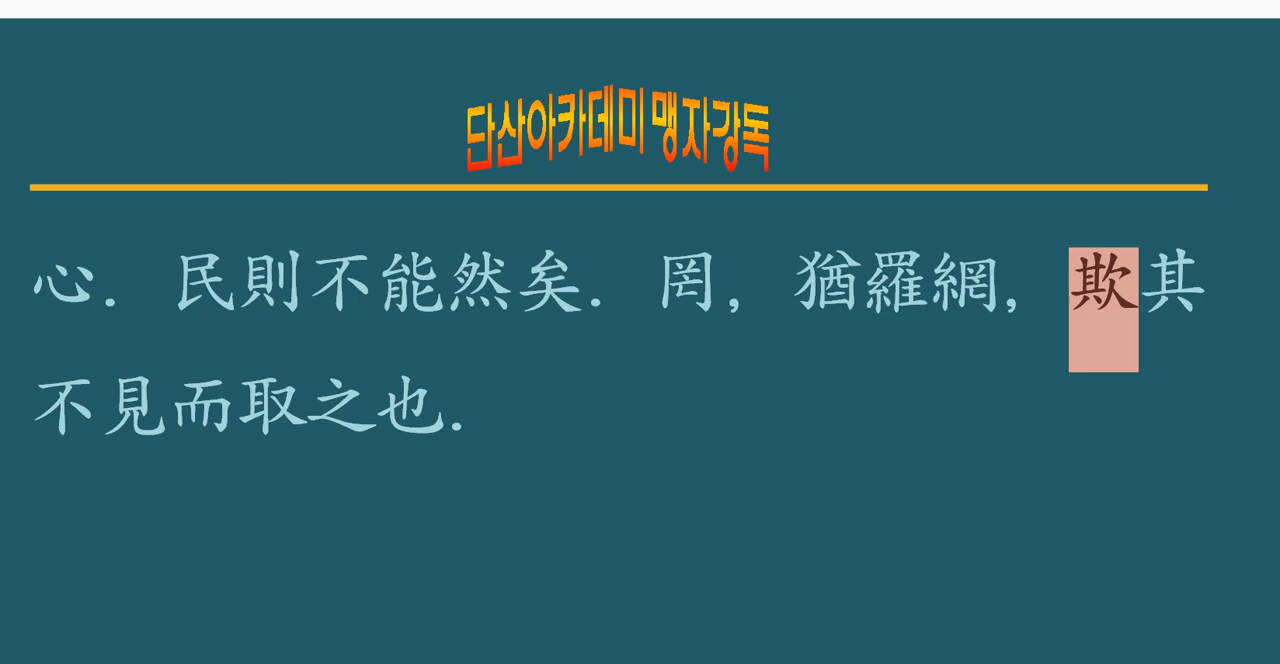 단산아카데미 맹자강독
心. 民則不能然矣. 罔, 猶羅網, 欺其
不見而取之也.